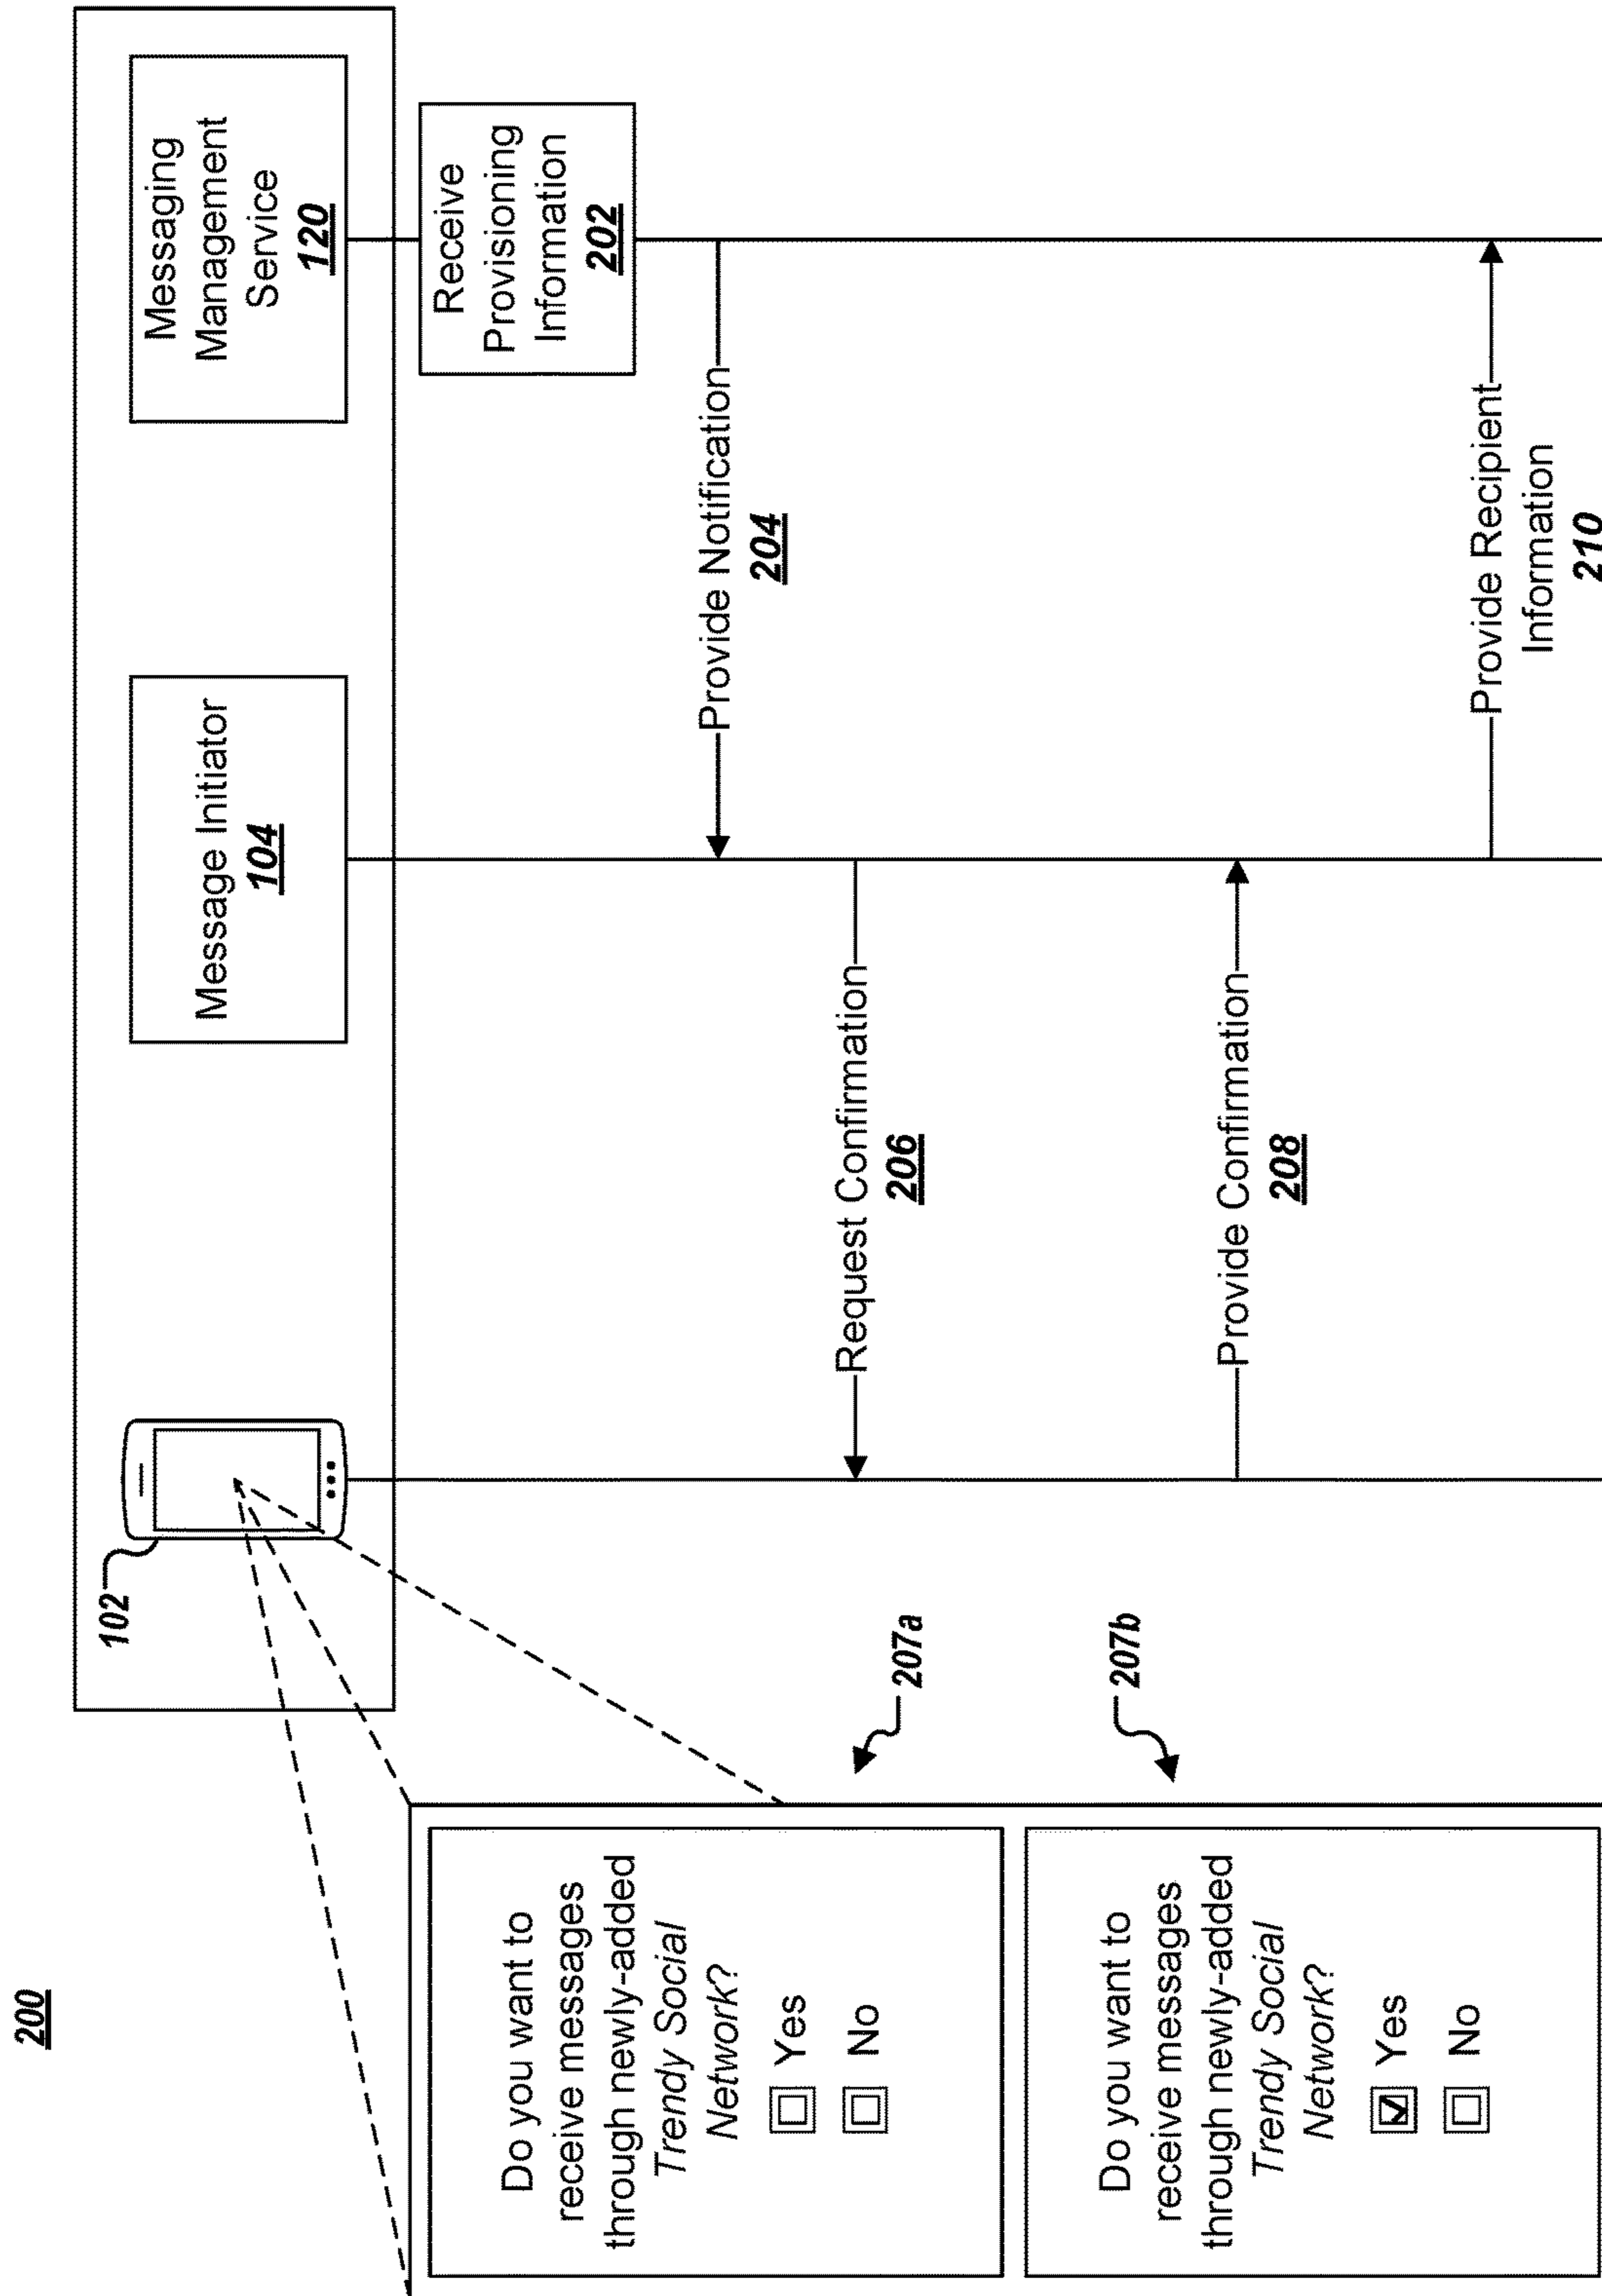 200
102
Message Initiator
104
Messaging
Management
Service
120
Receive
Provisioning
Information
202
Provide Notification
204
Request Confirmation
206
207a
Do you want to
receive messages
through newly-added
Trendy Social
Network?
Yes
No
Provide Confirmation
208
207b
Do you want to
receive messages
through newly-added
Trendy Social
Network?
Yes
No
Provide Recipient
Information
210